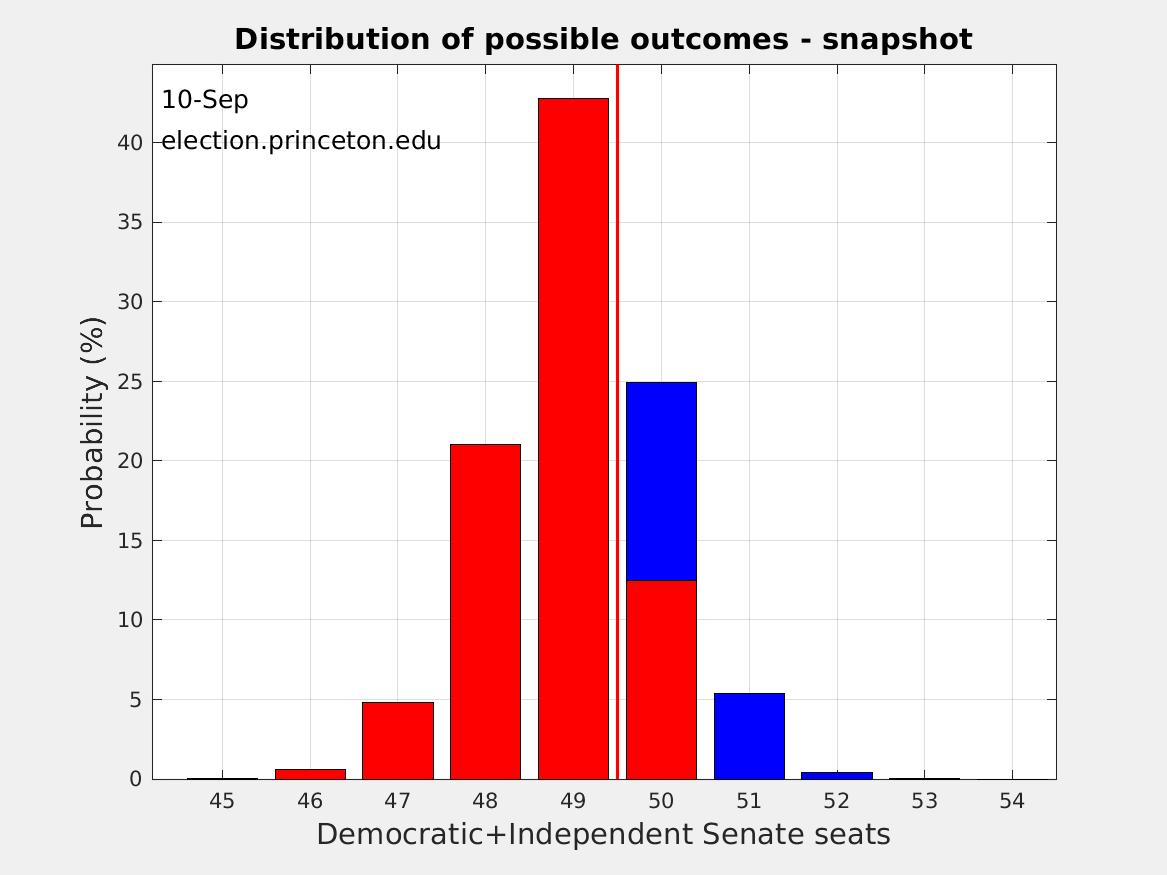 Distribution of possible outcomes - snapshot
10-Sep
election.princeton.edu
40
35
30
25
20
15
10
5
0
Probability (%)
45 46 47 48 49 50 51 52 53 54
Democratic+Independent Senate seats